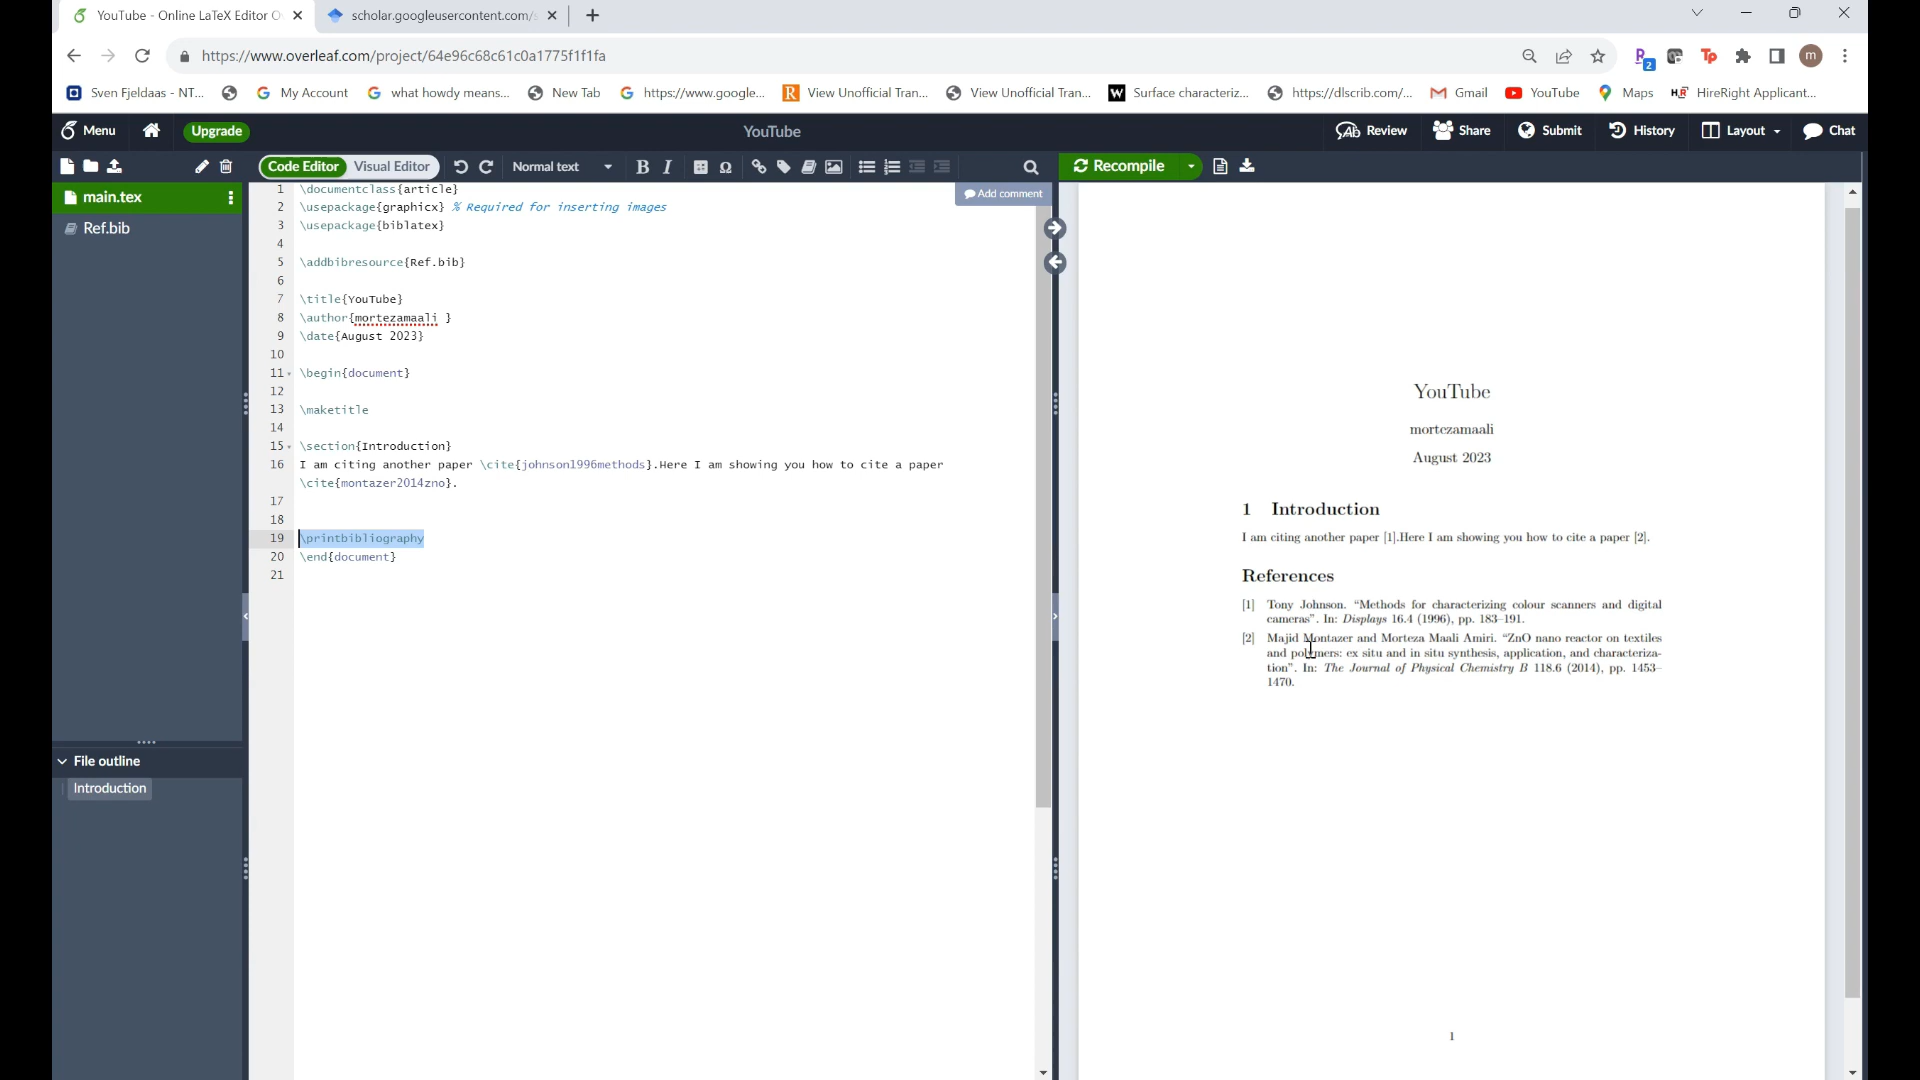 YouTube - Online LaTeX Editor O
scholar.googleusercontent.com/s
https://www.overleaf.com/project/64e96c68c61c0a1775f1f1fa
2
m
Sven Fjeldaas - NT...
My Account
what howdy means...
New Tab
https://www.google...
View Unofficial Tran...
View Unofficial Tran...
Surface characteriz...
https://dlscrib.com/...
Gmail
YouTube
Maps
HireRight Applicant...
Menu
Upgrade
YouTube
Review
Share
Submit
History
Layout
Chat
Code Editor
Visual Editor
Normal text
B
I
Ω
Recompile
main.tex
Ref.bib
Add comment
1 \documentclass{article}
2 \usepackage{graphicx} % Required for inserting images
3 \usepackage{biblatex}
4
5 \addbibresource{Ref.bib}
6
7 \title{YouTube}
8 \author{mortezamaali }
9 \date{August 2023}
10
11 \begin{document}
12
13 \maketitle
14
15 \section{Introduction}
16 I am citing another paper \cite{johnson1996methods}.Here I am showing you how to cite a paper
\cite{montazer2014zno}.
17
18
19 \printbibliography
20 \end{document}
21
File outline
Introduction
YouTube
mortezamaali
August 2023
1 Introduction
I am citing another paper [1].Here I am showing you how to cite a paper [2].
References
[1] Tony Johnson. “Methods for characterizing colour scanners and digital
cameras”. In: Displays 16.4 (1996), pp. 183–191.
[2] Majid Montazer and Morteza Maali Amiri. “ZnO nano reactor on textiles
and polymers: ex situ and in situ synthesis, application, and characteriza-
tion”. In: The Journal of Physical Chemistry B 118.6 (2014), pp. 1453–
1470.
1